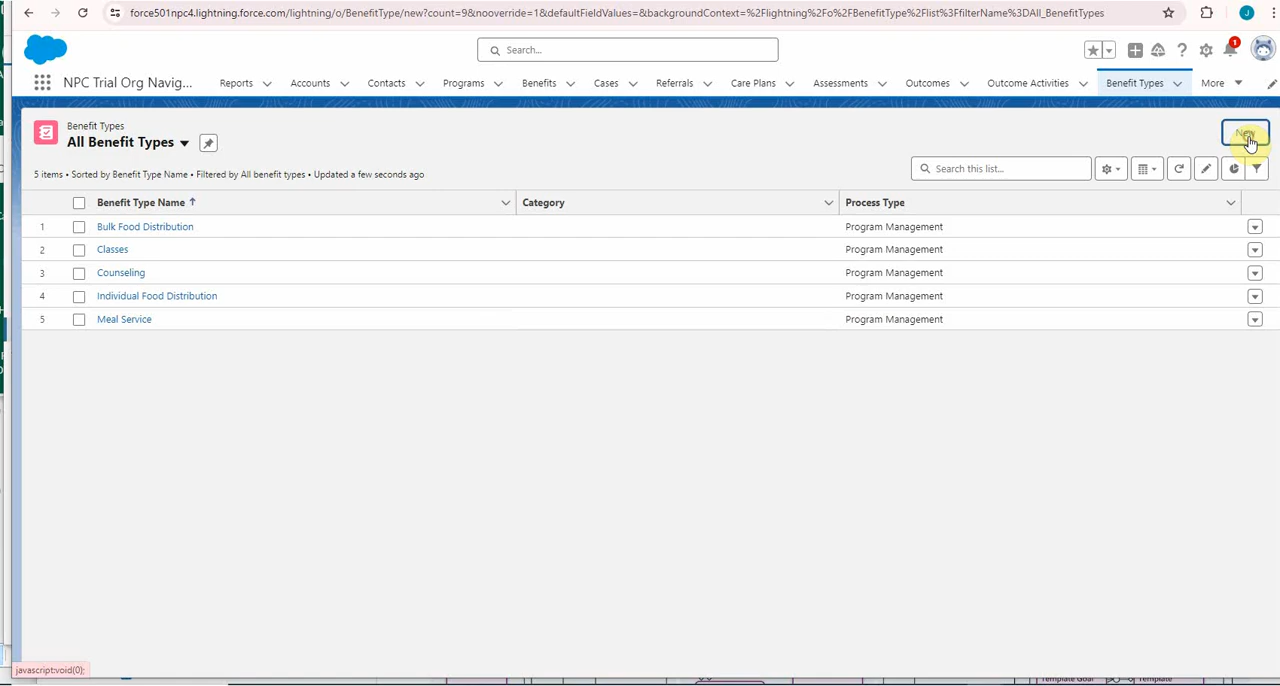 force501npc4.lightning.force.com/lightning/o/BenefitType/new?count=9&nooverride=1&defaultFieldValues=&backgroundContext=%2Flightning%2Fo%2FBenefitType%2Flist%3FfilterName%3DAll_BenefitTypes
J
Search...
1
NPC Trial Org Navig...
Reports
Accounts
Contacts
Programs
Benefits
Cases
Referrals
Care Plans
Assessments
Outcomes
Outcome Activities
Benefit Types
More
Benefit Types
All Benefit Types
New
5 items • Sorted by Benefit Type Name • Filtered by All benefit types • Updated a few seconds ago
Search this list...
Benefit Type Name
Category
Process Type
1 Bulk Food Distribution Program Management
2 Classes Program Management
3 Counseling Program Management
4 Individual Food Distribution Program Management
5 Meal Service Program Management
javascript:void(0);
Template Goal
Template